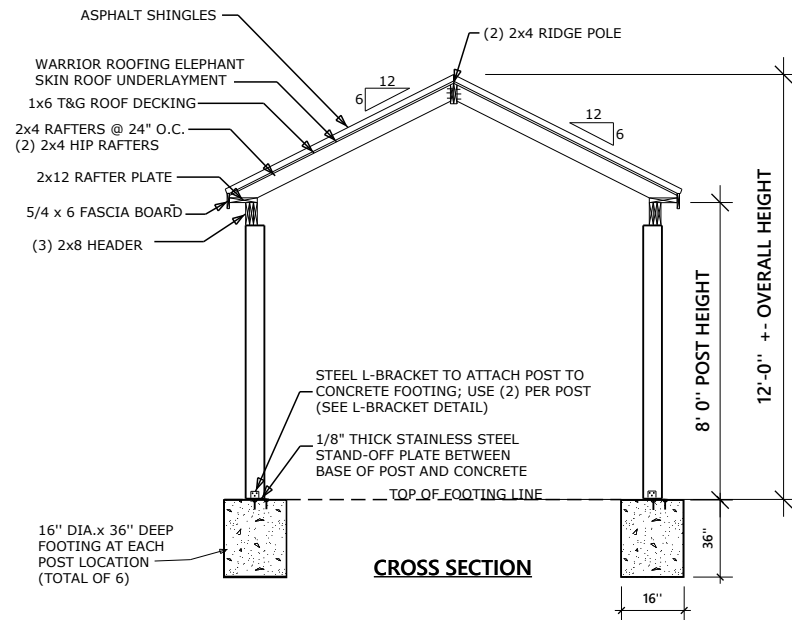 ASPHALT SHINGLES
(2) 2x4 RIDGE POLE
WARRIOR ROOFING ELEPHANT
SKIN ROOF UNDERLAYMENT
12
6
1x6 T&G ROOF DECKING
12
6
2x4 RAFTERS @ 24" O.C.
(2) 2x4 HIP RAFTERS
2x12 RAFTER PLATE
5/4 x 6 FASCIA BOARD
(3) 2x8 HEADER
8' 0" POST HEIGHT
12'-0" +- OVERALL HEIGHT
STEEL L-BRACKET TO ATTACH POST TO
CONCRETE FOOTING; USE (2) PER POST
(SEE L-BRACKET DETAIL)
1/8" THICK STAINLESS STEEL
STAND-OFF PLATE BETWEEN
BASE OF POST AND CONCRETE
TOP OF FOOTING LINE
16" DIA.x 36" DEEP
FOOTING AT EACH
POST LOCATION
(TOTAL OF 6)
CROSS SECTION
36"
16"